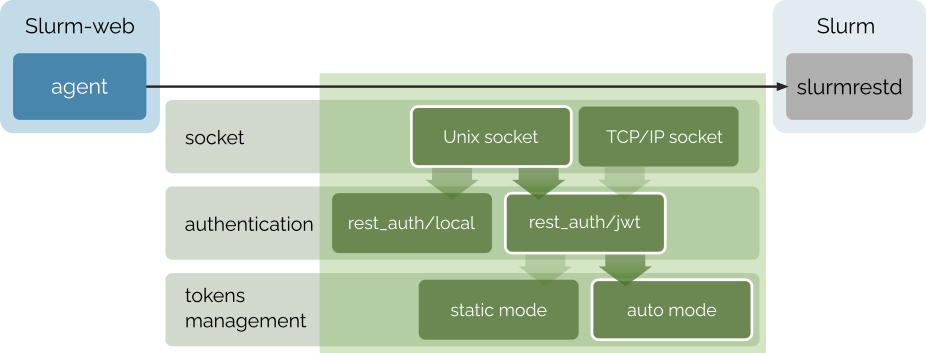 Slurm-web
Slurm
agent
slurmrestd
socket
Unix socket
TCP/IP socket
authentication
rest_auth/local
rest_auth/jwt
tokens
management
static mode
auto mode